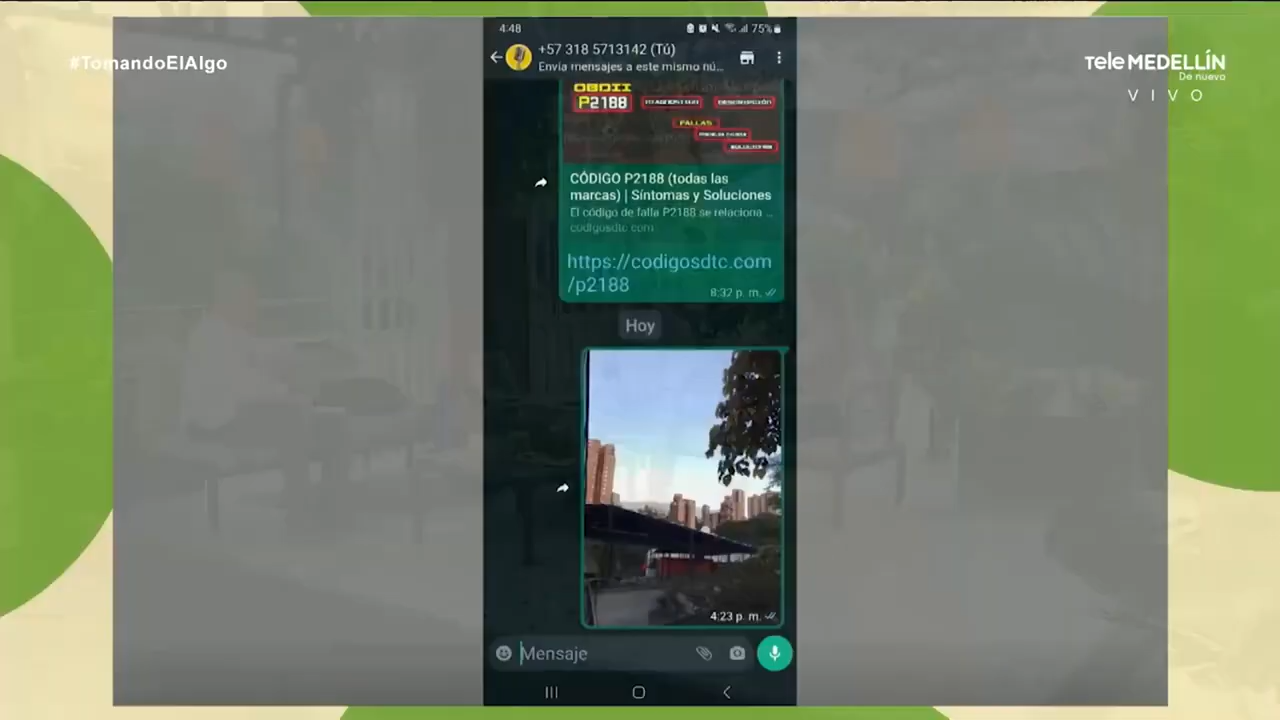 4:48
75%
#TomandoElAlgo
+57 318 5713142 (Tú)
Envía mensajes a este mismo nú...
Tele MEDELLÍN
De nuevo
VIVO
OBDII
P2188
DESCRIPCIÓN
FALLAS
CÓDIGO P2188 (todas las
marcas) | Síntomas y Soluciones
El código de falla P2188 se relaciona ...
codigosdtc.com
https://codigosdtc.com
/p2188
8:32 p. m.
Hoy
4:23 p. m.
Mensaje